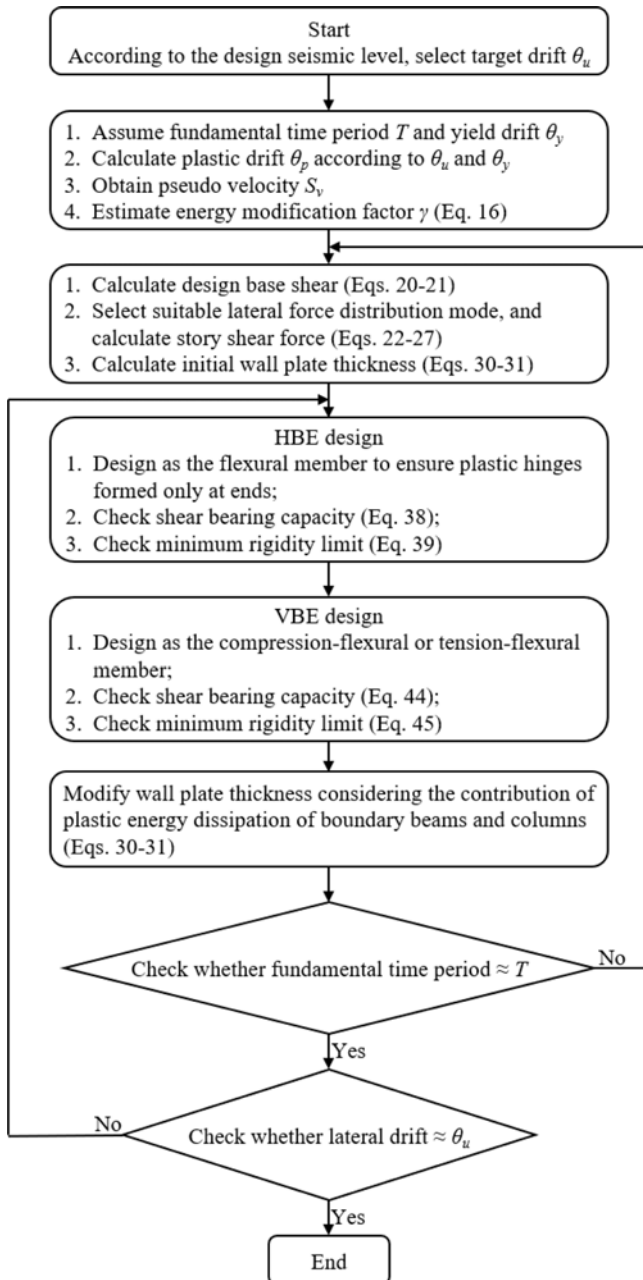 Start
According to the design seismic level, select target drift θu
1. Assume fundamental time period T and yield drift θy
2. Calculate plastic drift θp according to θu and θy
3. Obtain pseudo velocity Sv
4. Estimate energy modification factor γ (Eq. 16)
1. Calculate design base shear (Eqs. 20-21)
2. Select suitable lateral force distribution mode, and
calculate story shear force (Eqs. 22-27)
3. Calculate initial wall plate thickness (Eqs. 30-31)
HBE design
1. Design as the flexural member to ensure plastic hinges
formed only at ends;
2. Check shear bearing capacity (Eq. 38);
3. Check minimum rigidity limit (Eq. 39)
VBE design
1. Design as the compression-flexural or tension-flexural
member;
2. Check shear bearing capacity (Eq. 44);
3. Check minimum rigidity limit (Eq. 45)
Modify wall plate thickness considering the contribution of
plastic energy dissipation of boundary beams and columns
(Eqs. 30-31)
Check whether fundamental time period ≈ T
No
Yes
No
Check whether lateral drift ≈ θu
Yes
End